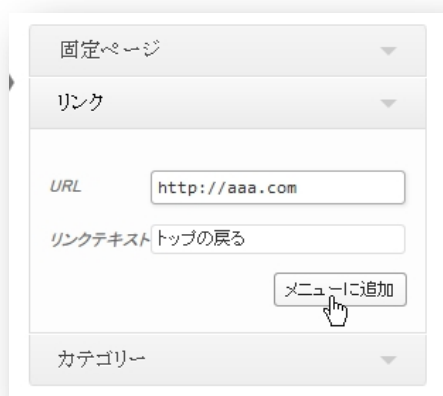 固定ページ
リンク
URL http://aaa.com
リンクテキスト トップの戻る
メニューに追加
カテゴリー